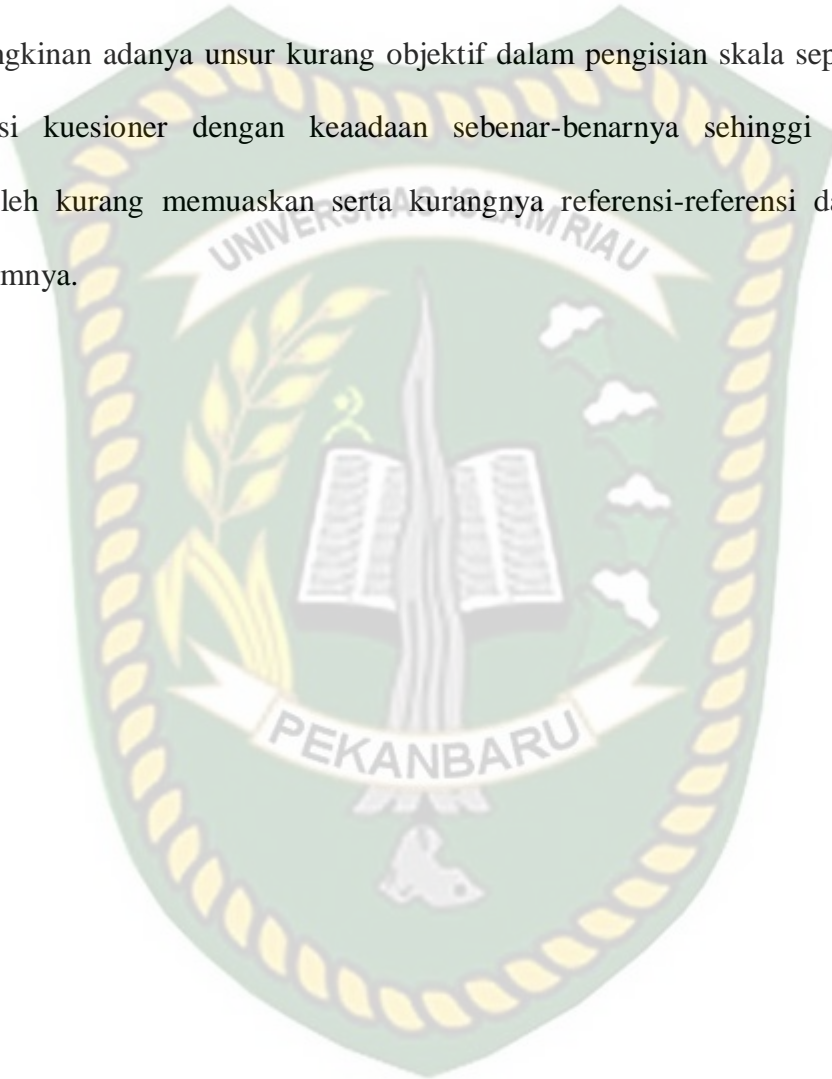 ngkinan adanya unsur kurang objektif dalam pengisian skala sep
si kuesioner dengan keaadaan sebenar-benarnya sehinggi
leh kurang memuaskan serta kurangnya referensi-referensi da
mnya.
UNIVERSITAS ISLAM RIAU
PEKANBARU